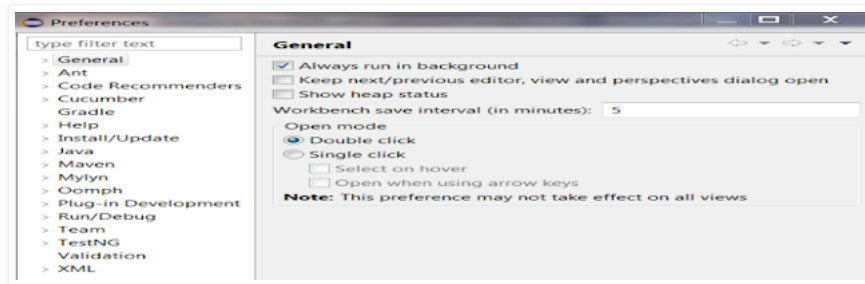 Preferences
type filter text
General
Ant
Code Recommenders
Cucumber
Gradle
Help
Install/Update
Java
Maven
Mylyn
Oomph
Plug-in Development
Run/Debug
Team
TestNG
Validation
XML
General
Always run in background
Keep next/previous editor, view and perspectives dialog open
Show heap status
Workbench save interval (in minutes): 5
Open mode
Double click
Single click
Select on hover
Open when using arrow keys
Note: This preference may not take effect on all views